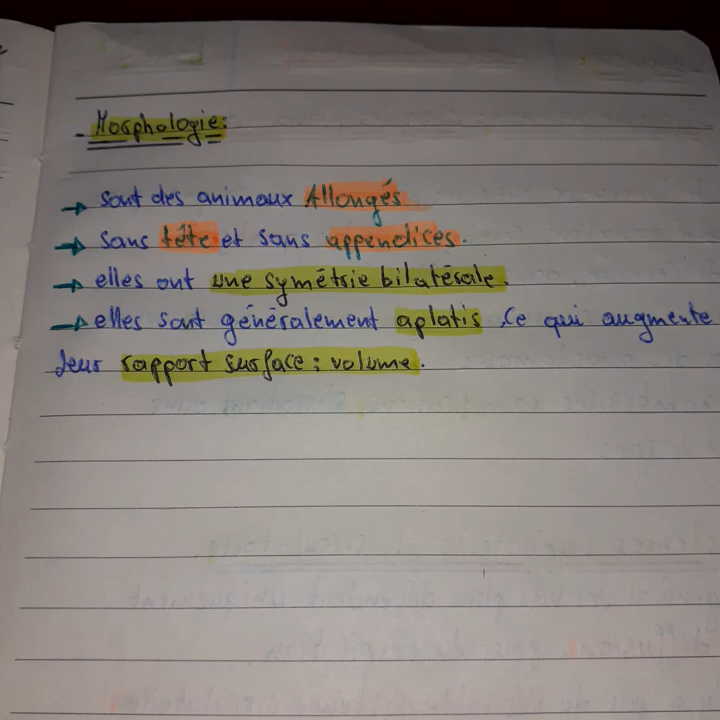 - Morphologie:
→ sont des animaux Allongés
→ sans tête et sans appendices.
→ elles ont une symétrie bilatérale.
→ elles sont généralement aplatis, ce qui augmente
leur rapport surface : volume.